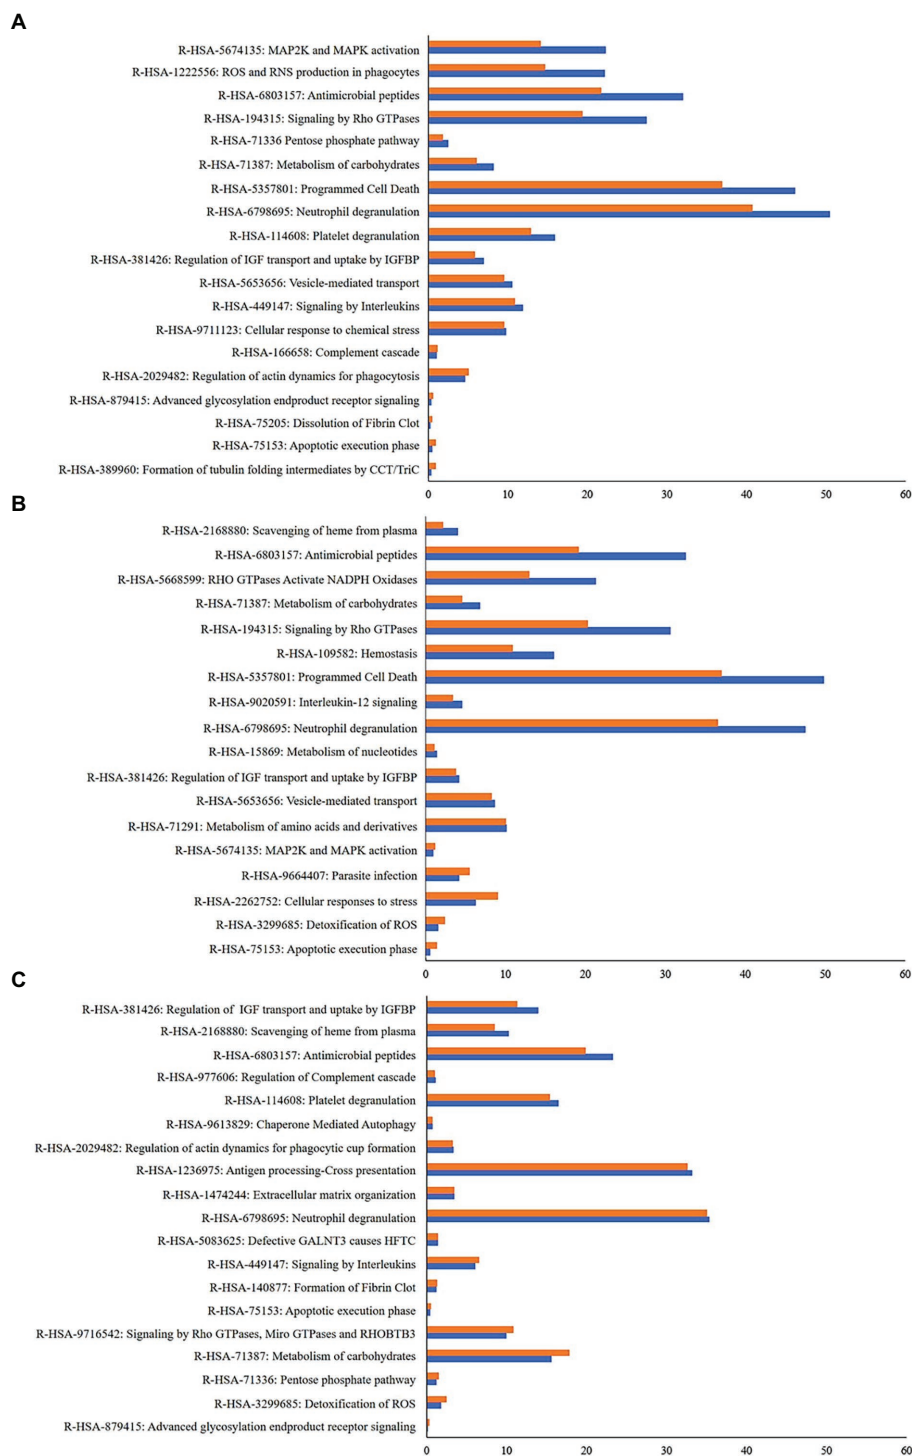 A
R-HSA-5674135: MAP2K and MAPK activation
R-HSA-1222556: ROS and RNS production in phagocytes
R-HSA-6803157: Antimicrobial peptides
R-HSA-194315: Signaling by Rho GTPases
R-HSA-71336 Pentose phosphate pathway
R-HSA-71387: Metabolism of carbohydrates
R-HSA-5357801: Programmed Cell Death
R-HSA-6798695: Neutrophil degranulation
R-HSA-114608: Platelet degranulation
R-HSA-381426: Regulation of IGF transport and uptake by IGFBP
R-HSA-5653656: Vesicle-mediated transport
R-HSA-449147: Signaling by Interleukins
R-HSA-9711123: Cellular response to chemical stress
R-HSA-166658: Complement cascade
R-HSA-2029482: Regulation of actin dynamics for phagocytosis
R-HSA-879415: Advanced glycosylation endproduct receptor signaling
R-HSA-75205: Dissolution of Fibrin Clot
R-HSA-75153: Apoptotic execution phase
R-HSA-389960: Formation of tubulin folding intermediates by CCT/TriC
0 10 20 30 40 50 60
B
R-HSA-2168880: Scavenging of heme from plasma
R-HSA-6803157: Antimicrobial peptides
R-HSA-5668599: RHO GTPases Activate NADPH Oxidases
R-HSA-71387: Metabolism of carbohydrates
R-HSA-194315: Signaling by Rho GTPases
R-HSA-109582: Hemostasis
R-HSA-5357801: Programmed Cell Death
R-HSA-9020591: Interleukin-12 signaling
R-HSA-6798695: Neutrophil degranulation
R-HSA-15869: Metabolism of nucleotides
R-HSA-381426: Regulation of IGF transport and uptake by IGFBP
R-HSA-5653656: Vesicle-mediated transport
R-HSA-71291: Metabolism of amino acids and derivatives
R-HSA-5674135: MAP2K and MAPK activation
R-HSA-9664407: Parasite infection
R-HSA-2262752: Cellular responses to stress
R-HSA-3299685: Detoxification of ROS
R-HSA-75153: Apoptotic execution phase
0 10 20 30 40 50 60
C
R-HSA-381426: Regulation of IGF transport and uptake by IGFBP
R-HSA-2168880: Scavenging of heme from plasma
R-HSA-6803157: Antimicrobial peptides
R-HSA-977606: Regulation of Complement cascade
R-HSA-114608: Platelet degranulation
R-HSA-9613829: Chaperone Mediated Autophagy
R-HSA-2029482: Regulation of actin dynamics for phagocytic cup formation
R-HSA-1236975: Antigen processing-Cross presentation
R-HSA-1474244: Extracellular matrix organization
R-HSA-6798695: Neutrophil degranulation
R-HSA-5083625: Defective GALNT3 causes HFTC
R-HSA-449147: Signaling by Interleukins
R-HSA-140877: Formation of Fibrin Clot
R-HSA-75153: Apoptotic execution phase
R-HSA-9716542: Signaling by Rho GTPases, Miro GTPases and RHOBTB3
R-HSA-71387: Metabolism of carbohydrates
R-HSA-71336: Pentose phosphate pathway
R-HSA-3299685: Detoxification of ROS
R-HSA-879415: Advanced glycosylation endproduct receptor signaling
0 10 20 30 40 50 60